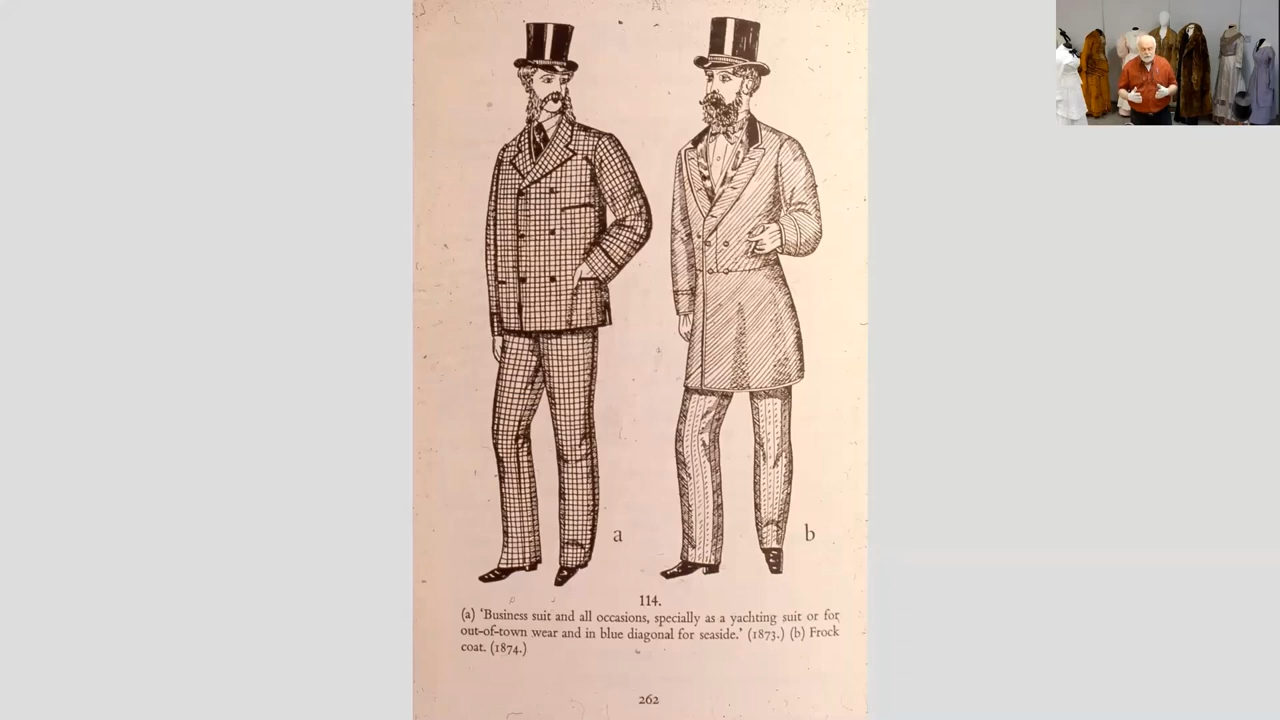 a
b
114.
(a) 'Business suit and all occasions, specially as a yachting suit or for
out-of-town wear and in blue diagonal for seaside.' (1873.) (b) Frock
coat. (1874.)
262